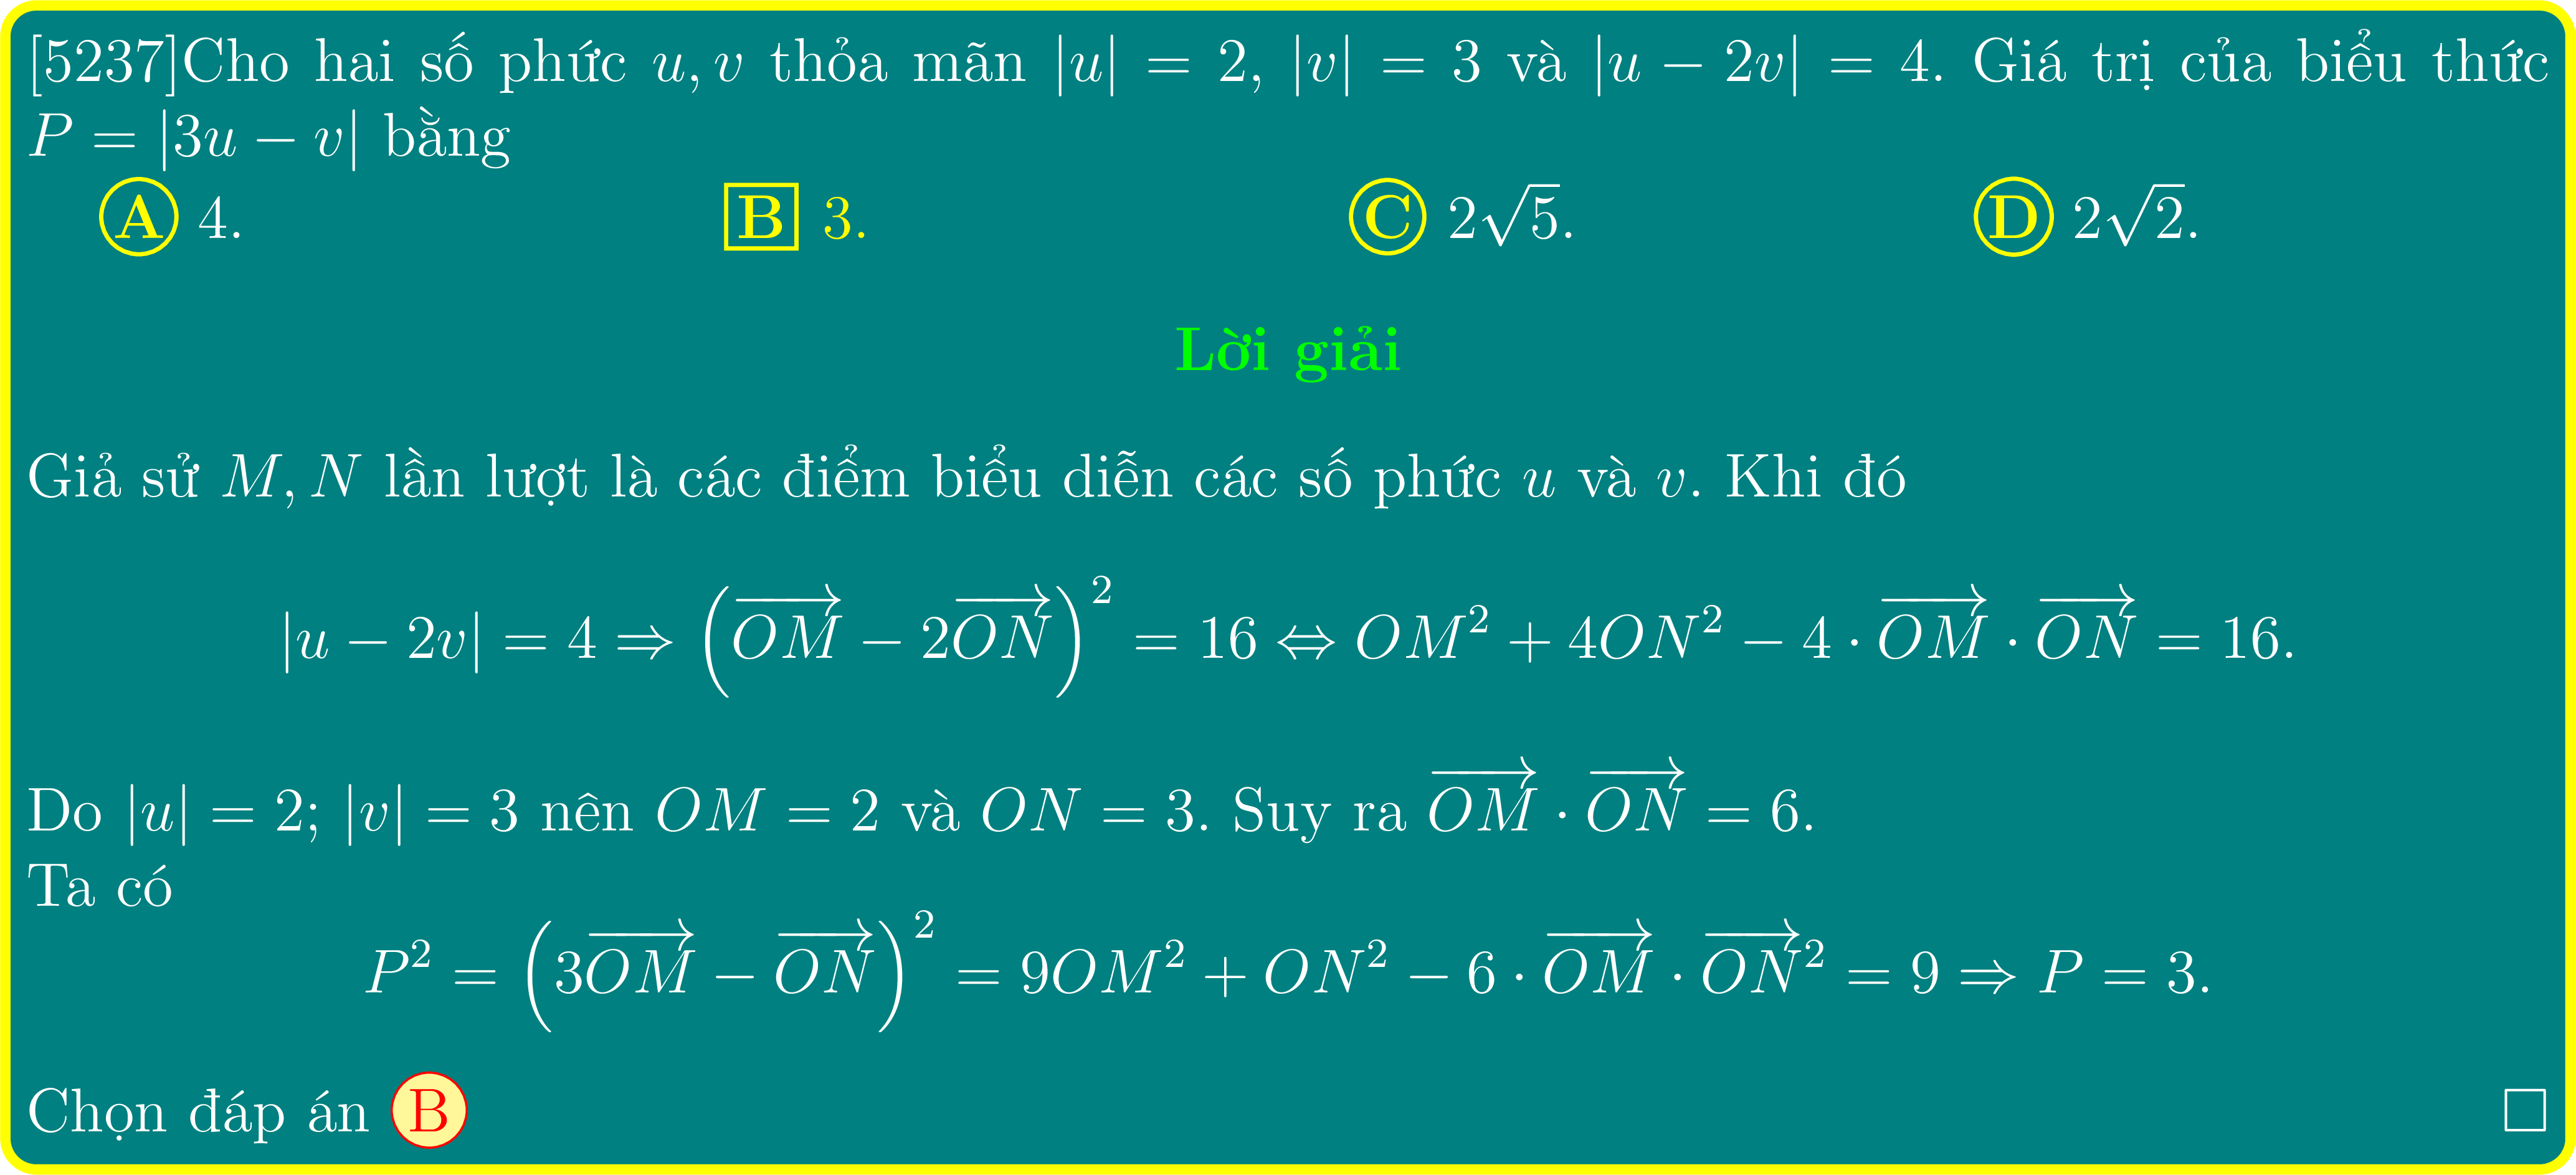 [5237]Cho hai số phức $u, v$ thỏa mãn $|u| = 2$, $|v| = 3$ và $|u - 2v| = 4$. Giá trị của biểu thức
$P = |3u - v|$ bằng
A 4. B 3. C $2\sqrt{5}$. D $2\sqrt{2}$.
Lời giải
Giả sử $M, N$ lần lượt là các điểm biểu diễn các số phức $u$ và $v$. Khi đó
$|u - 2v| = 4 \Rightarrow \left(\overrightarrow{OM} - 2\overrightarrow{ON}\right)^2 = 16 \Leftrightarrow OM^2 + 4ON^2 - 4 \cdot \overrightarrow{OM} \cdot \overrightarrow{ON} = 16.$
Do $|u| = 2$; $|v| = 3$ nên $OM = 2$ và $ON = 3$. Suy ra $\overrightarrow{OM} \cdot \overrightarrow{ON} = 6$.
Ta có
$P^2 = \left(3\overrightarrow{OM} - \overrightarrow{ON}\right)^2 = 9OM^2 + ON^2 - 6 \cdot \overrightarrow{OM} \cdot \overrightarrow{ON}^2 = 9 \Rightarrow P = 3.$
Chọn đáp án B □